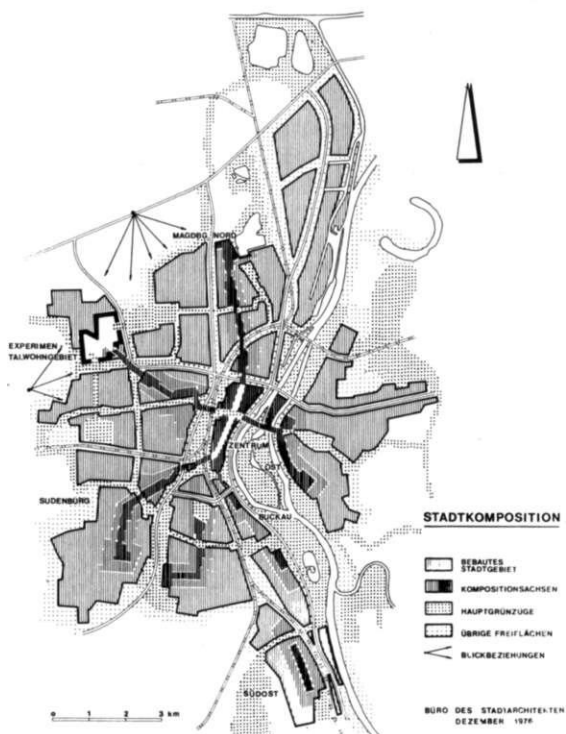 MAGDBG NORD
EXPERIMEN
TALWOHNGEBIET
ZENTRUM
OST
SUDENBURG
BUCKAU
SÜDOST
STADTKOMPOSITION
BEBAUTES
STADTGEBIET
KOMPOSITIONSACHSEN
HAUPTGRÜNZÜGE
ÜBRIGE FREIFLÄCHEN
BLICKBEZIEHUNGEN
0 1 2 3 km
BÜRO DES STADTARCHITEKTEN
DEZEMBER 1976